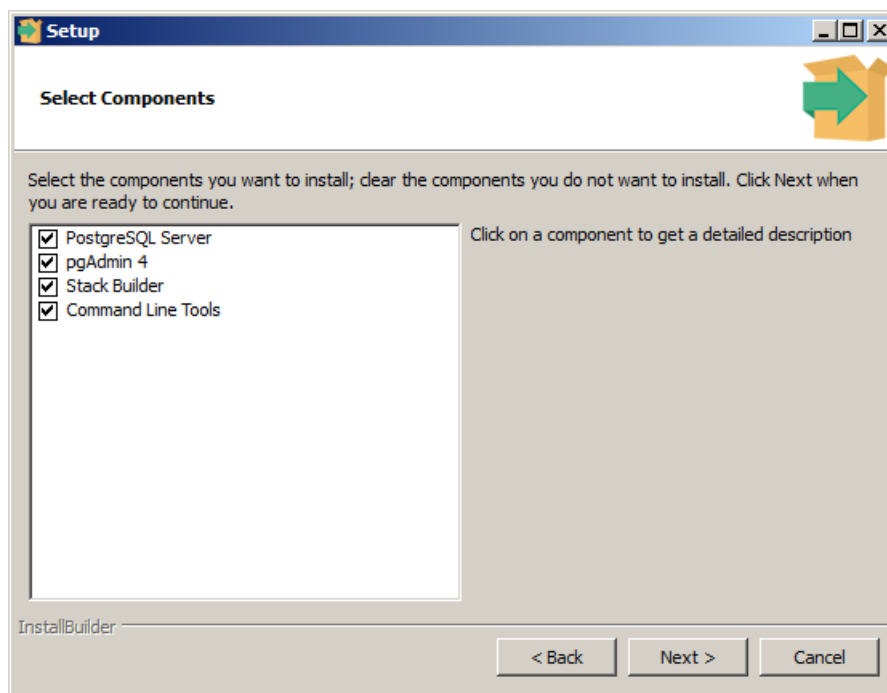 Setup
Select Components
Select the components you want to install; clear the components you do not want to install. Click Next when
you are ready to continue.
PostgreSQL Server
pgAdmin 4
Stack Builder
Command Line Tools
Click on a component to get a detailed description
InstallBuilder
< Back
Next >
Cancel